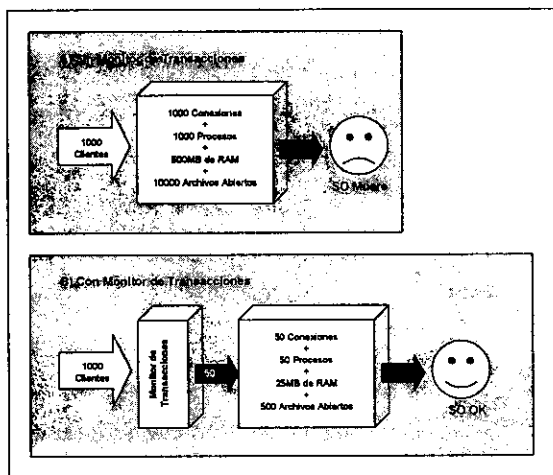 A) Sin Monitor de Transacciones
1000
Clientes
1000 Conexiones
+
1000 Procesos
+
500MB de RAM
+
10000 Archivos Abiertos
SO Muere
B) Con Monitor de Transacciones
1000
Clientes
Monitor de
Transacciones
50
50 Conexiones
+
50 Procesos
+
25MB de RAM
+
500 Archivos Abiertos
SO OK